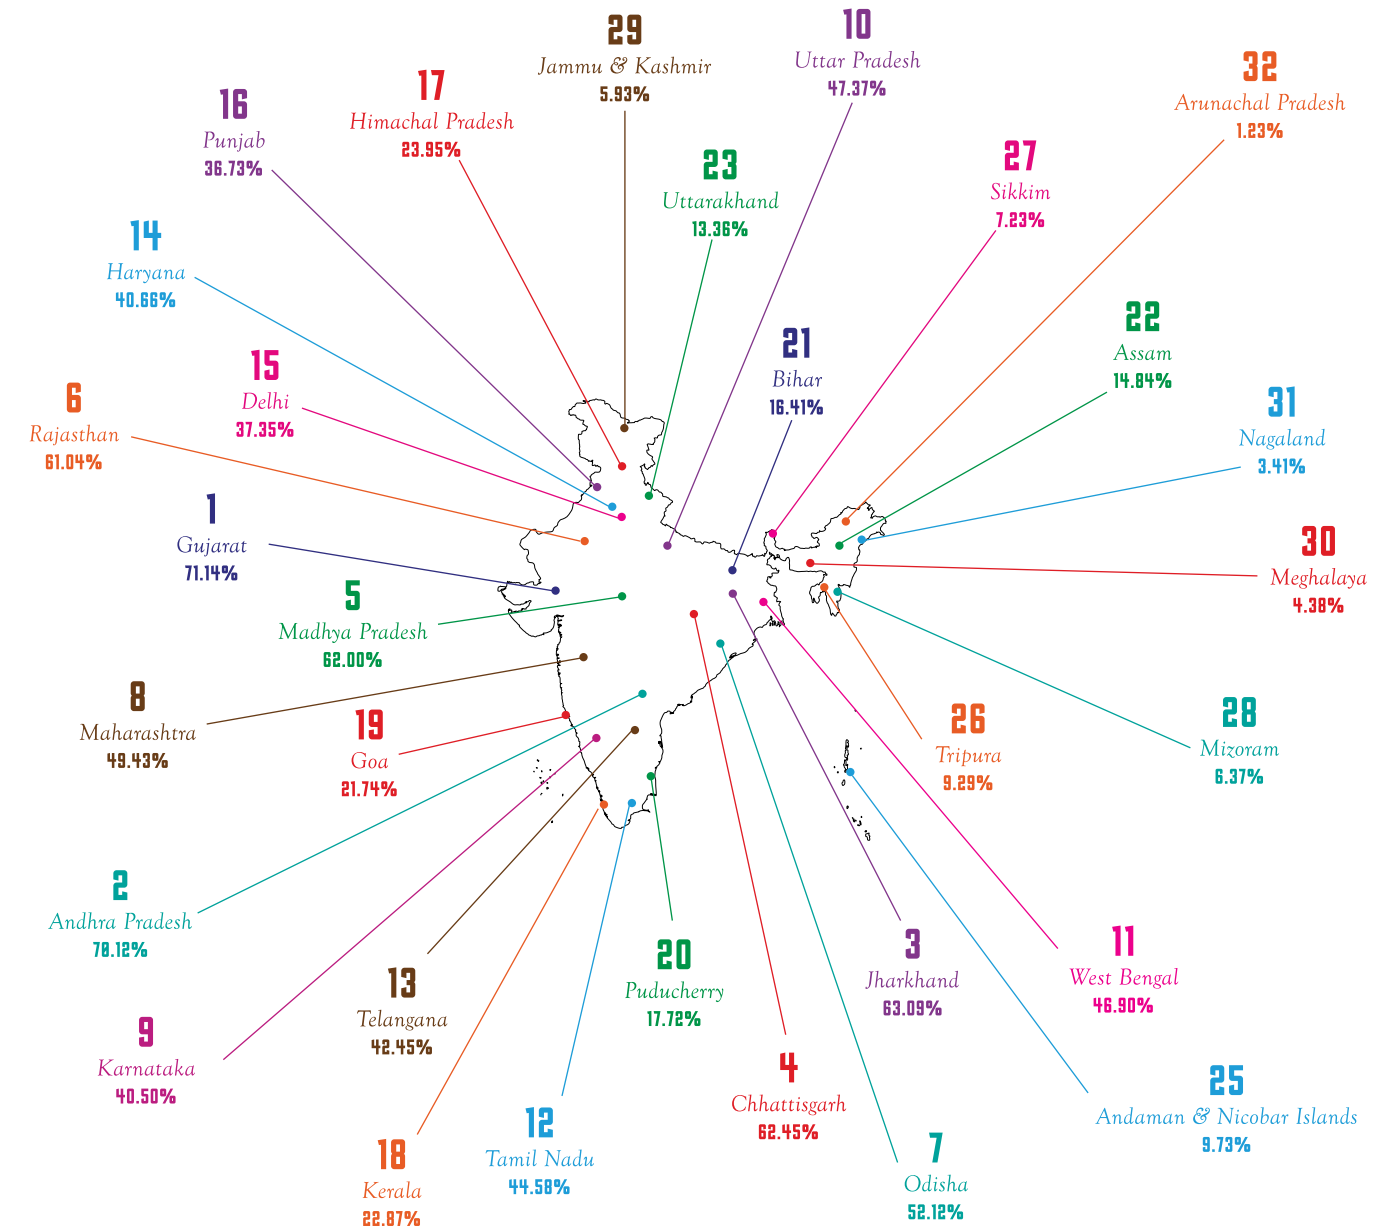 29
Jammu & Kashmir
5.93%
10
Uttar Pradesh
47.37%
32
Arunachal Pradesh
1.23%
17
Himachal Pradesh
23.95%
16
Punjab
36.73%
23
Uttarakhand
13.36%
27
Sikkim
7.23%
14
Haryana
40.66%
22
Assam
14.84%
21
Bihar
16.41%
15
Delhi
37.35%
6
Rajasthan
61.04%
31
Nagaland
3.41%
1
Gujarat
71.14%
30
Meghalaya
4.38%
5
Madhya Pradesh
62.00%
8
Maharashtra
49.43%
19
Goa
21.74%
26
Tripura
9.29%
28
Mizoram
6.37%
2
Andhra Pradesh
70.12%
13
Telangana
42.45%
20
Puducherry
17.72%
3
Jharkhand
63.09%
11
West Bengal
46.90%
9
Karnataka
40.50%
4
Chhattisgarh
62.45%
25
Andaman & Nicobar Islands
9.73%
12
Tamil Nadu
44.58%
18
Kerala
22.87%
7
Odisha
52.12%